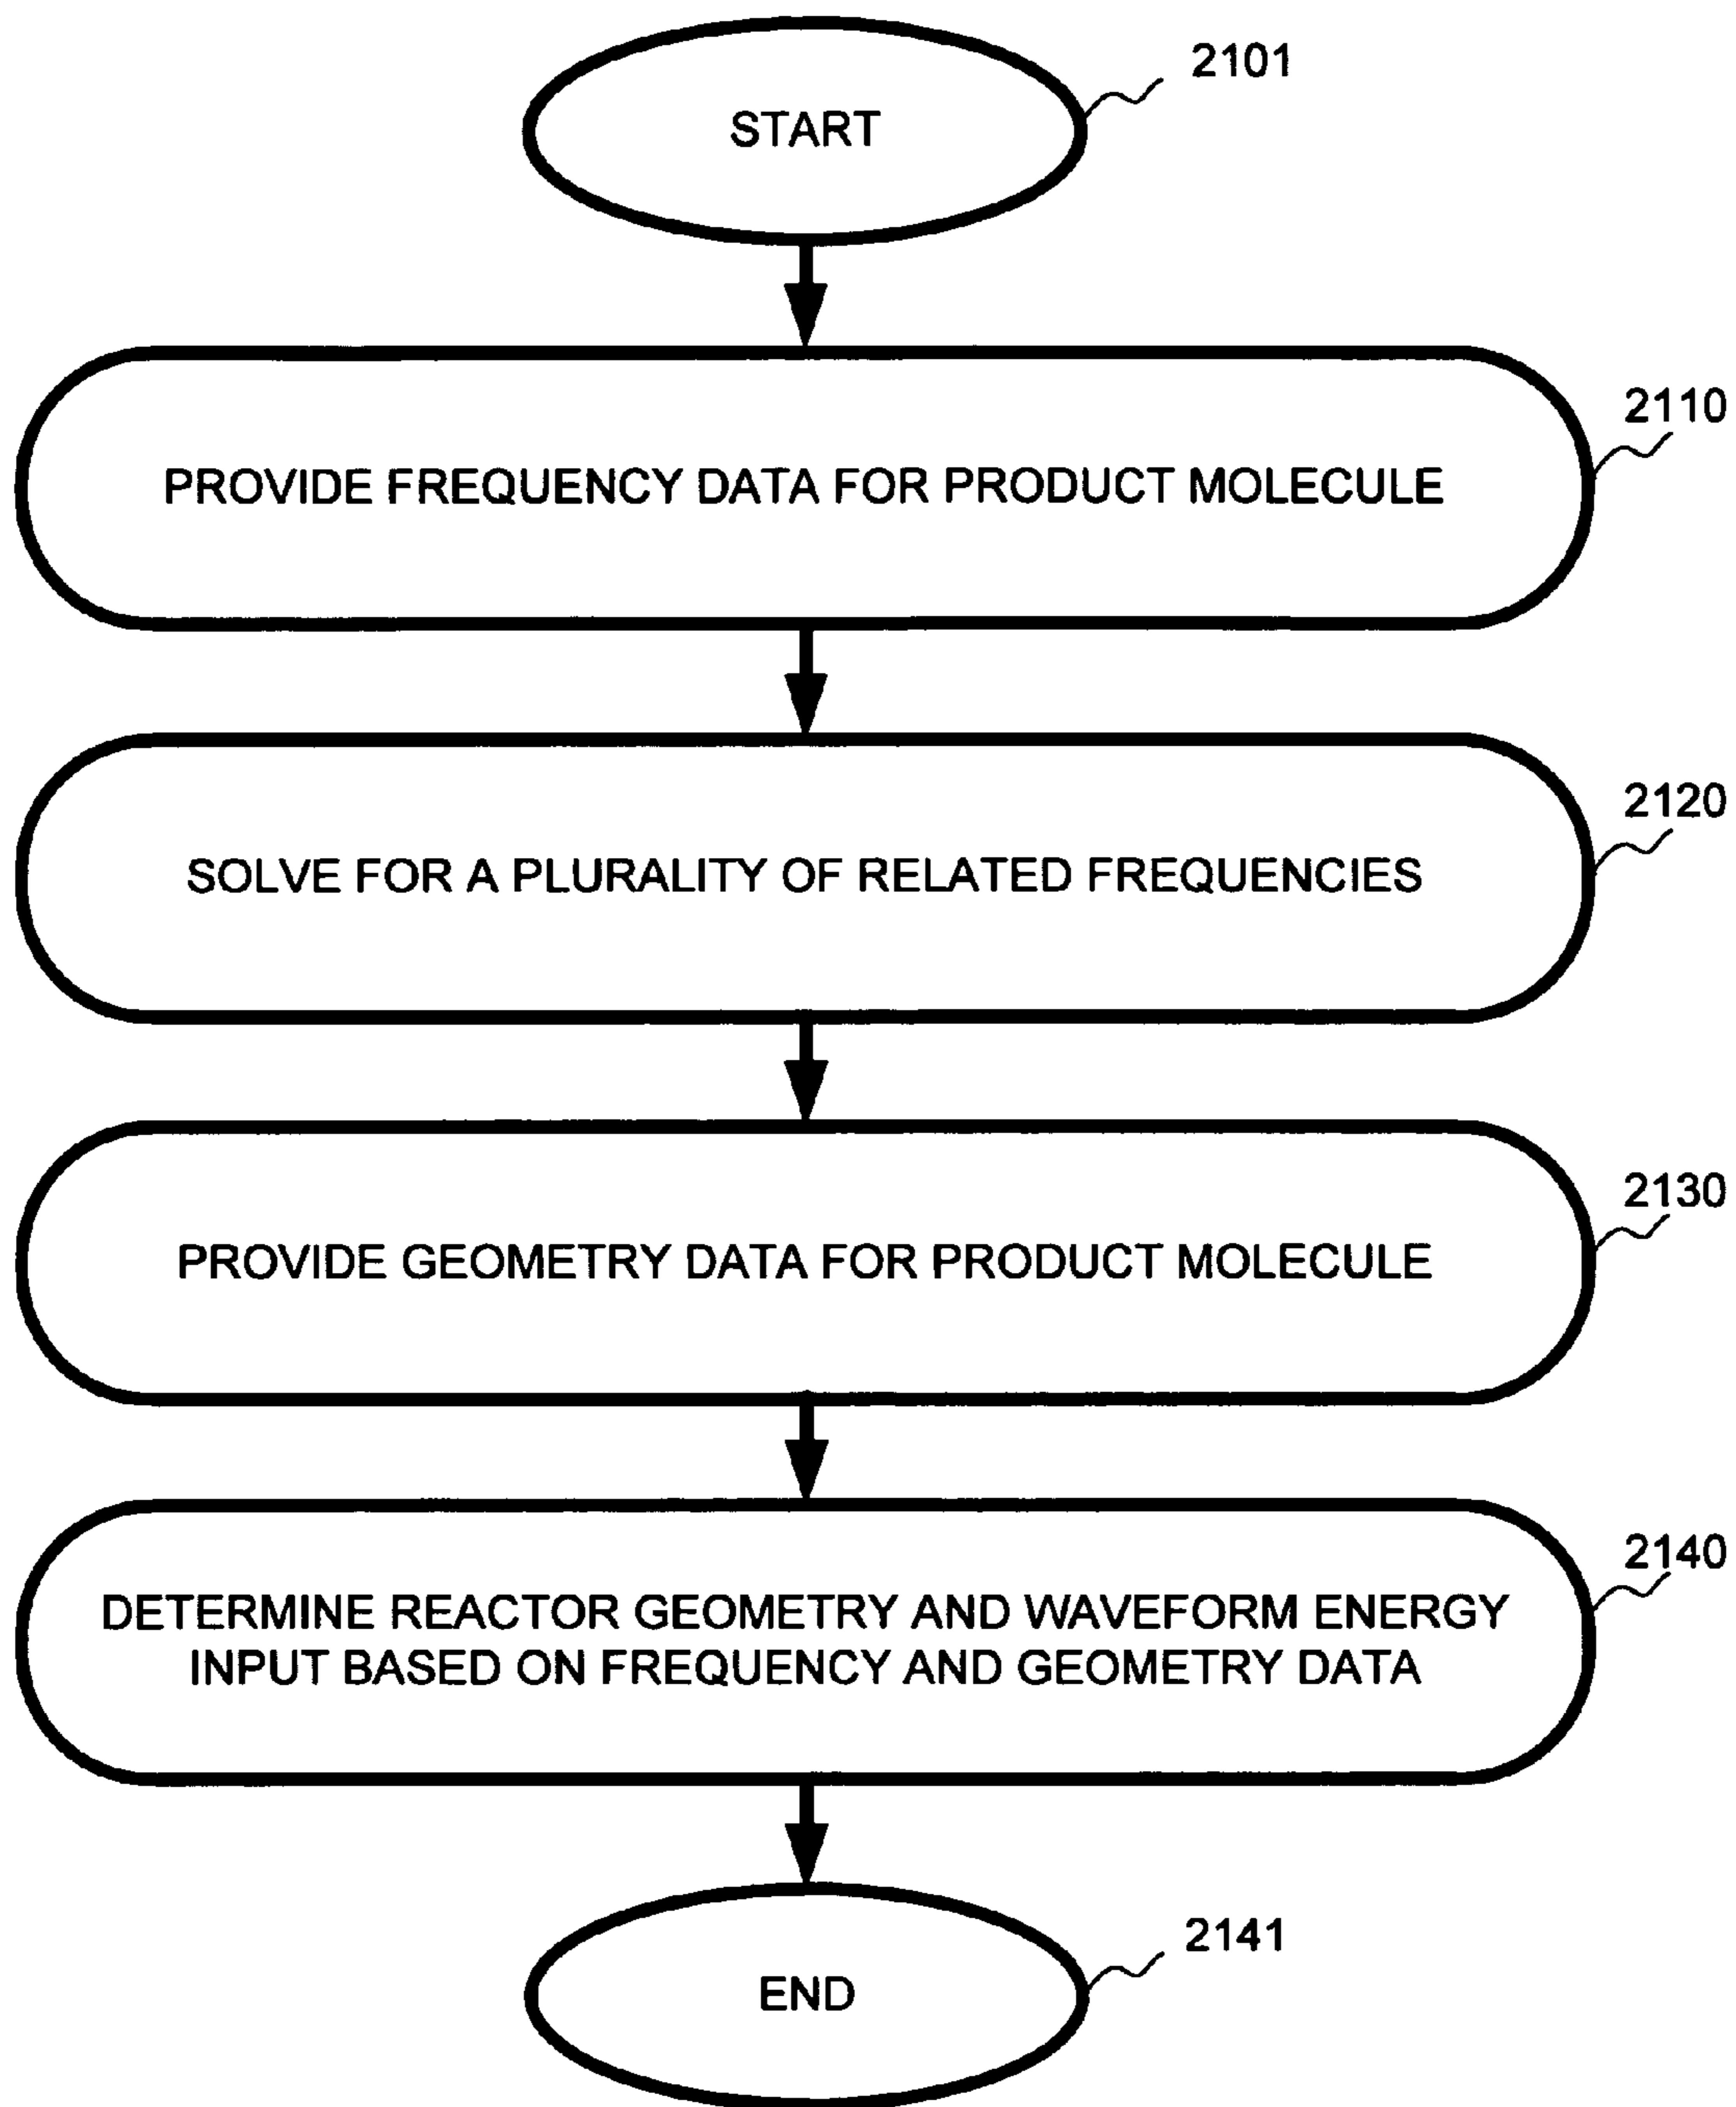 START
2101
PROVIDE FREQUENCY DATA FOR PRODUCT MOLECULE
2110
SOLVE FOR A PLURALITY OF RELATED FREQUENCIES
2120
PROVIDE GEOMETRY DATA FOR PRODUCT MOLECULE
2130
DETERMINE REACTOR GEOMETRY AND WAVEFORM ENERGY
INPUT BASED ON FREQUENCY AND GEOMETRY DATA
2140
END
2141